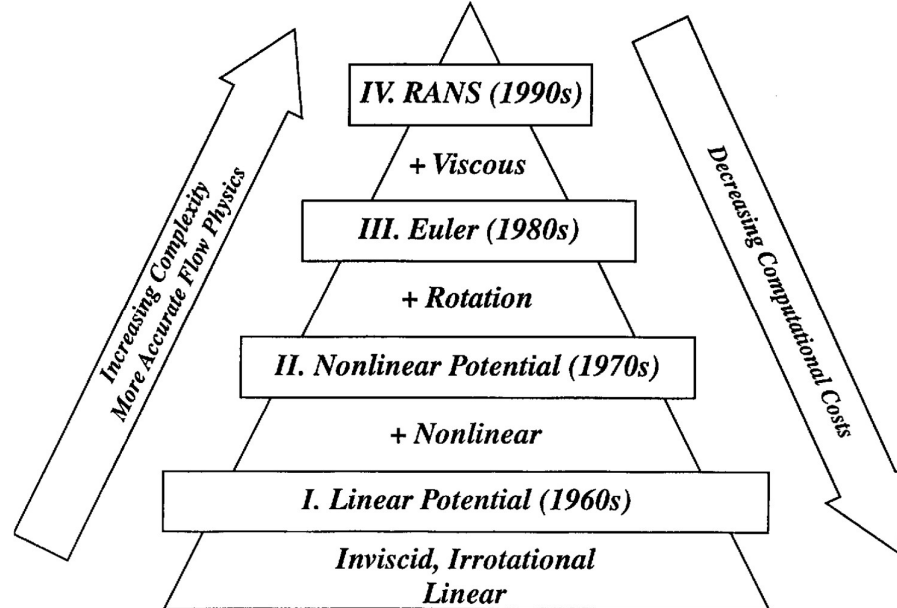 IV. RANS (1990s)
+ Viscous
III. Euler (1980s)
+ Rotation
II. Nonlinear Potential (1970s)
+ Nonlinear
I. Linear Potential (1960s)
Inviscid, Irrotational
Linear
Increasing Complexity
More Accurate Flow Physics
Decreasing Computational Costs